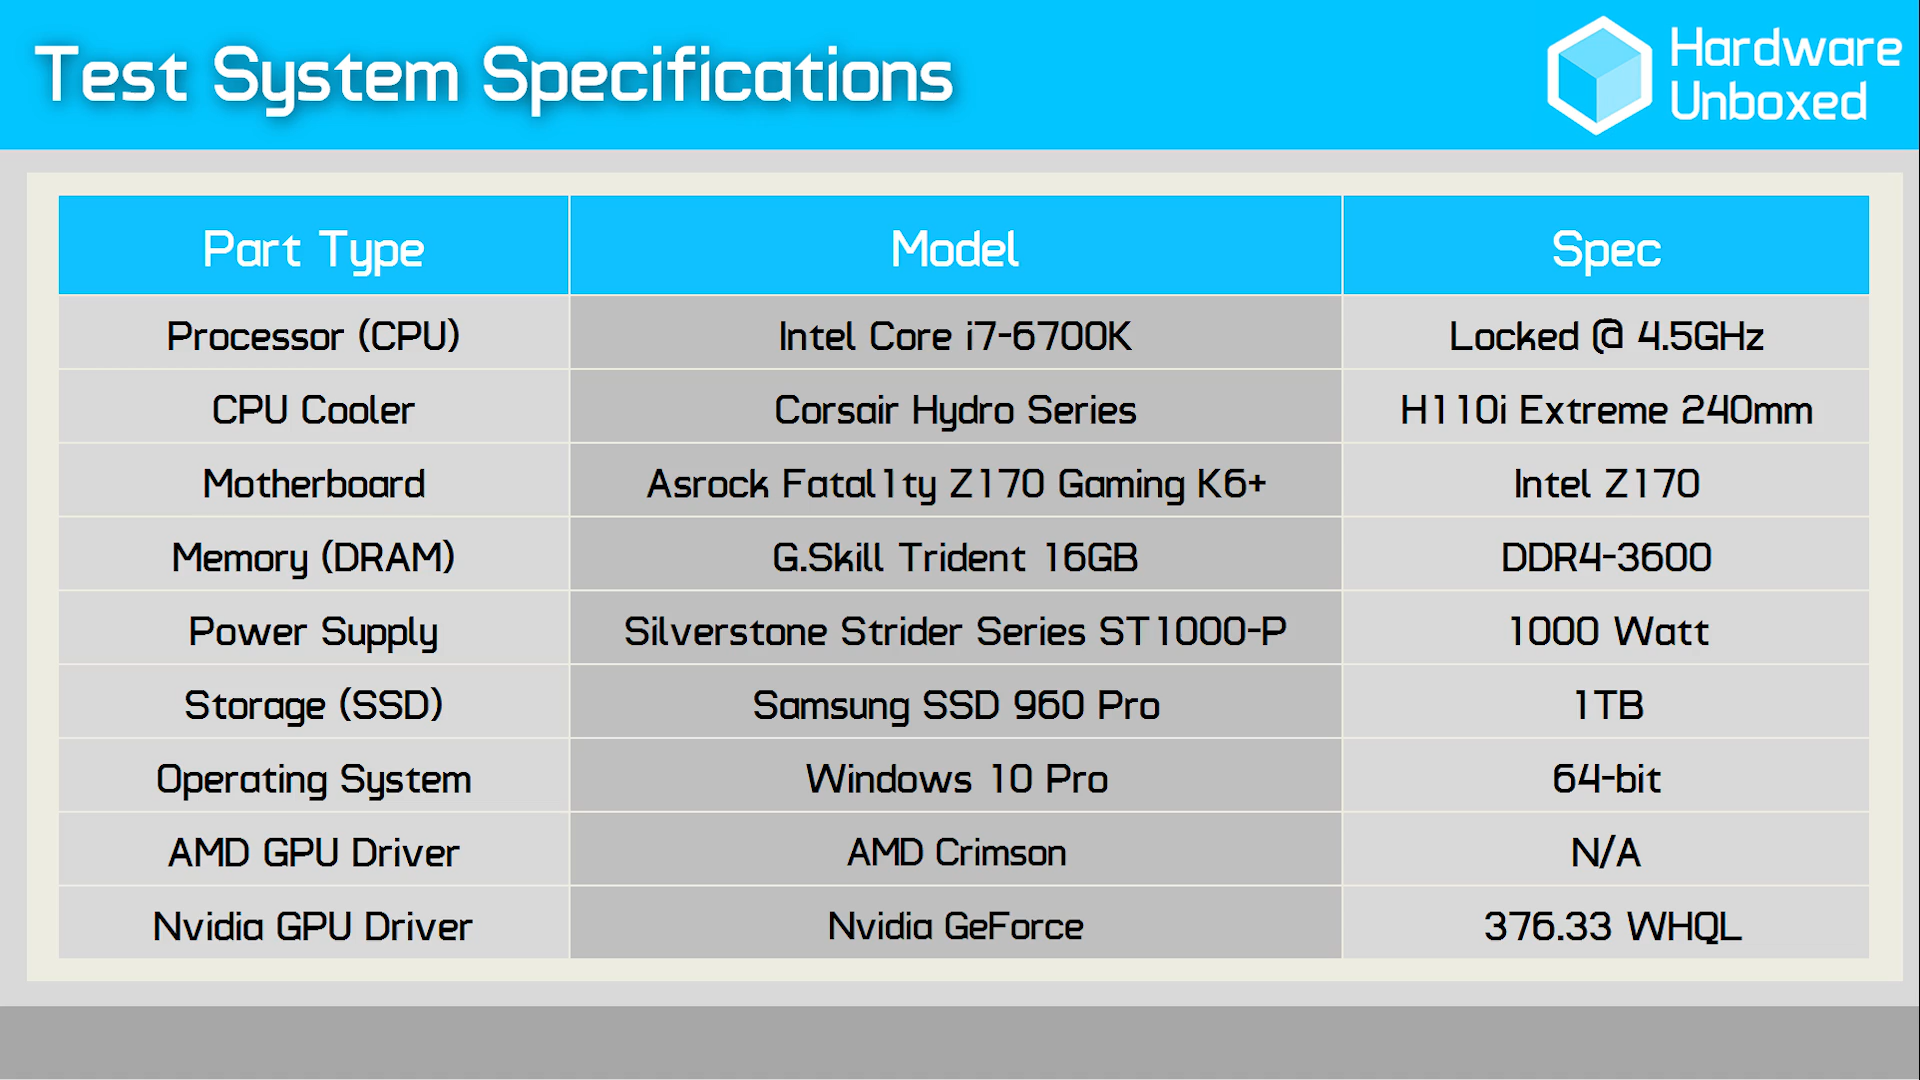 Test System Specifications
Hardware
Unboxed
Part Type Model Spec
Processor (CPU) Intel Core i7-6700K Locked @ 4.5GHz
CPU Cooler Corsair Hydro Series H110i Extreme 240mm
Motherboard Asrock Fatal1ty Z170 Gaming K6+ Intel Z170
Memory (DRAM) G.Skill Trident 16GB DDR4-3600
Power Supply Silverstone Strider Series ST1000-P 1000 Watt
Storage (SSD) Samsung SSD 960 Pro 1TB
Operating System Windows 10 Pro 64-bit
AMD GPU Driver AMD Crimson N/A
Nvidia GPU Driver Nvidia GeForce 376.33 WHQL